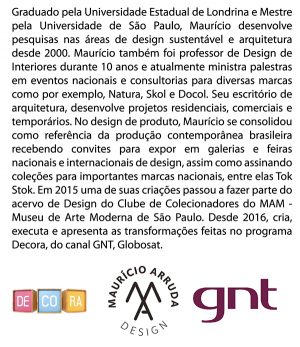 Graduado pela Universidade Estadual de Londrina e Mestre
pela Universidade de São Paulo, Maurício desenvolve
pesquisas nas áreas de design sustentável e arquitetura
desde 2000. Maurício também foi professor de Design de
Interiores durante 10 anos e atualmente ministra palestras
em eventos nacionais e consultorias para diversas marcas
como por exemplo, Natura, Skol e Docol. Seu escritório de
arquitetura, desenvolve projetos residenciais, comerciais e
temporários. No design de produto, Maurício se consolidou
como referência da produção contemporânea brasileira
recebendo convites para expor em galerias e feiras
nacionais e internacionais de design, assim como assinando
coleções para importantes marcas nacionais, entre elas Tok
Stok. Em 2015 uma de suas criações passou a fazer parte do
acervo de Design do Clube de Colecionadores do MAM -
Museu de Arte Moderna de São Paulo. Desde 2016, cria,
executa e apresenta as transformações feitas no programa
Decora, do canal GNT, Globosat.
DECORA
MAURÍCIO ARRUDA
MA
DESIGN
gnt